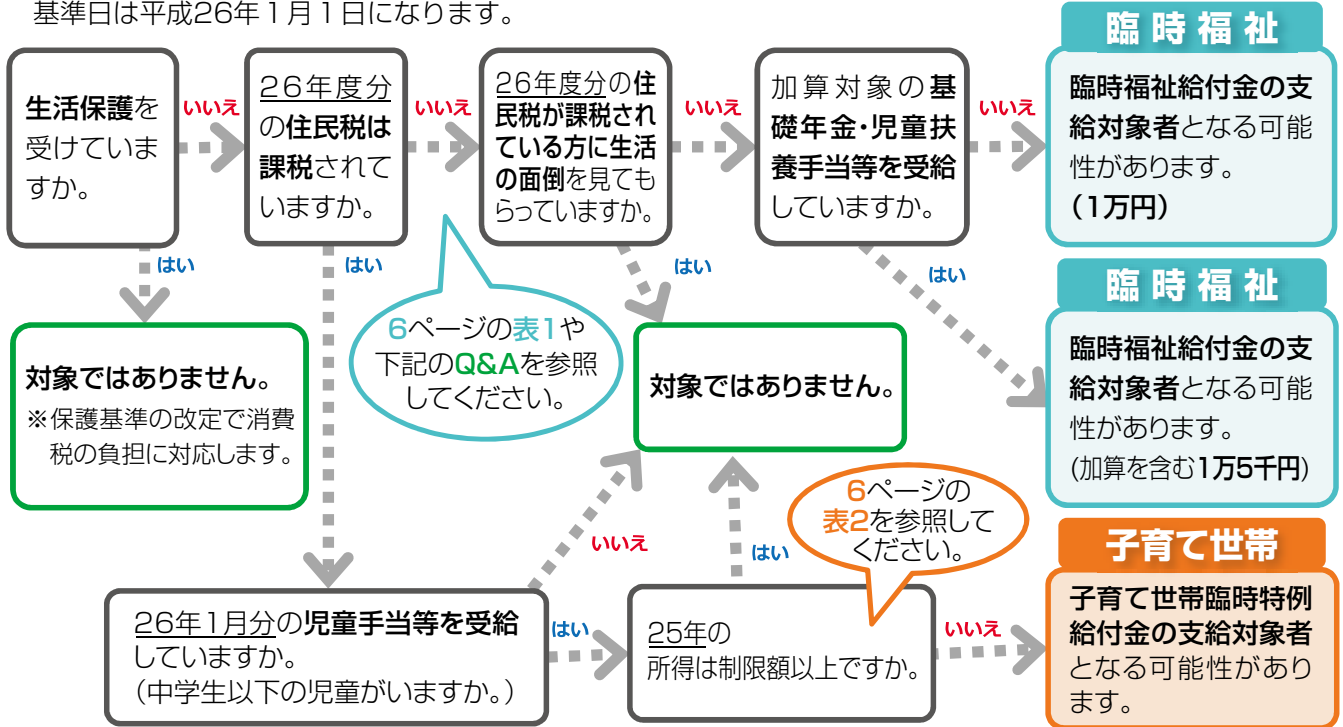 基準日は平成26年１月１日になります。
生活保護を
受けていま
すか。
いいえ
はい
26年度分
の住民税は
課税されて
いますか。
いいえ
はい
26年度分の住
民税が課税され
ている方に生活
の面倒を見ても
らっていますか。
いいえ
はい
加算対象の基
礎年金・児童扶
養手当等を受給
していますか。
いいえ
はい
臨時福祉
臨時福祉給付金の支
給対象者となる可能
性があります。
（1万円）
対象ではありません。
※保護基準の改定で消費
税の負担に対応します。
6ページの表1や
下記のQ&Aを参照
してください。
対象ではありません。
臨時福祉
臨時福祉給付金の支
給対象者となる可能
性があります。
(加算を含む1万5千円)
26年1月分の児童手当等を受給
していますか。
（中学生以下の児童がいますか。）
いいえ
はい
25年の
所得は制限額以上ですか。
はい
いいえ
6ページの
表2を参照して
ください。
子育て世帯
子育て世帯臨時特例
給付金の支給対象者
となる可能性があり
ます。